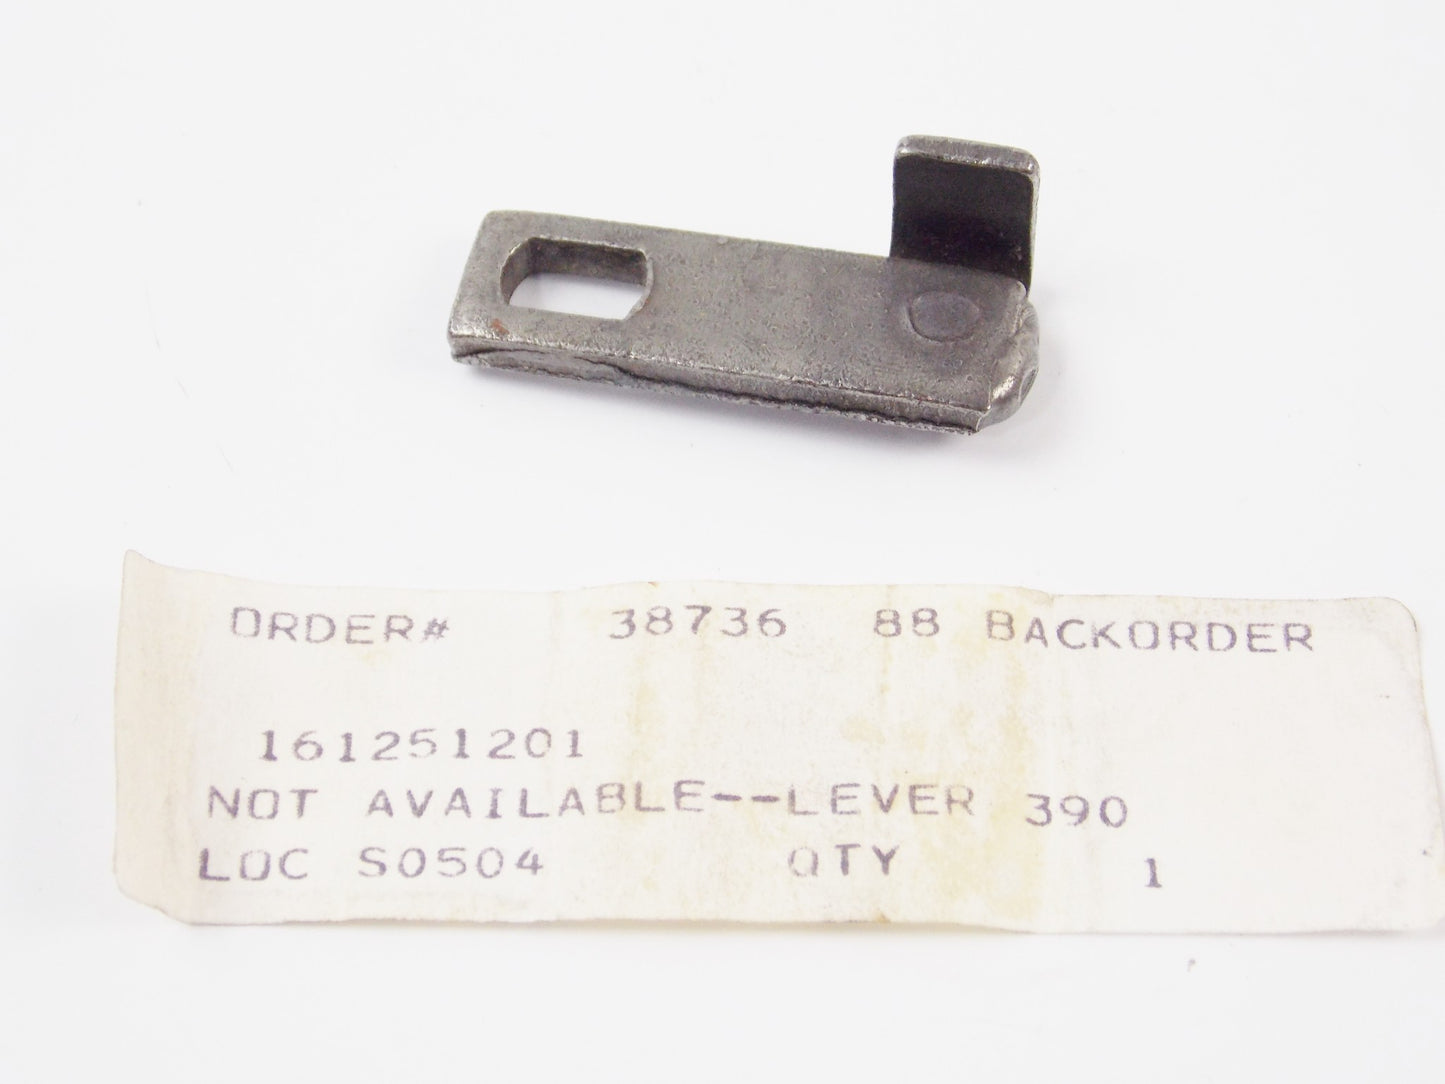 ORDER# 38736 88 BACKORDER
161251201
NOT AVAILABLE--LEVER 390
LOC S0504 QTY 1